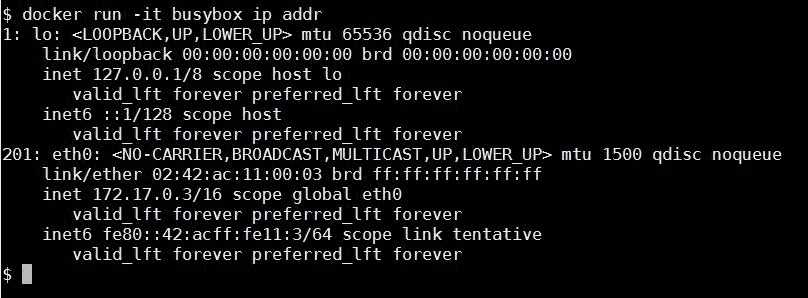 $ docker run -it busybox ip addr
1: lo: <LOOPBACK,UP,LOWER_UP> mtu 65536 qdisc noqueue
    link/loopback 00:00:00:00:00:00 brd 00:00:00:00:00:00
    inet 127.0.0.1/8 scope host lo
       valid_lft forever preferred_lft forever
    inet6 ::1/128 scope host
       valid_lft forever preferred_lft forever
201: eth0: <NO-CARRIER,BROADCAST,MULTICAST,UP,LOWER_UP> mtu 1500 qdisc noqueue
    link/ether 02:42:ac:11:00:03 brd ff:ff:ff:ff:ff:ff
    inet 172.17.0.3/16 scope global eth0
       valid_lft forever preferred_lft forever
    inet6 fe80::42:acff:fe11:3/64 scope link tentative
       valid_lft forever preferred_lft forever
$